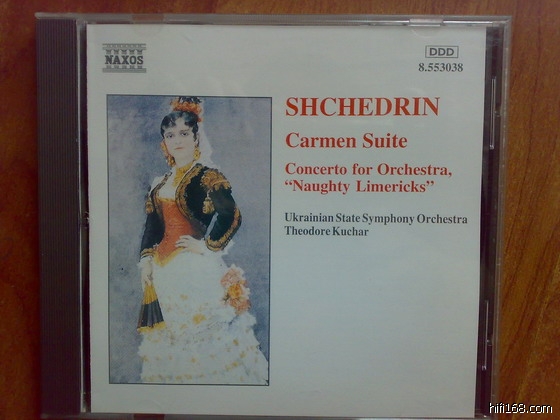 NAXOS
DDD
8.553038
SHCHEDRIN
Carmen Suite
Concerto for Orchestra,
“Naughty Limericks”
Ukrainian State Symphony Orchestra
Theodore Kuchar
hifi168.com